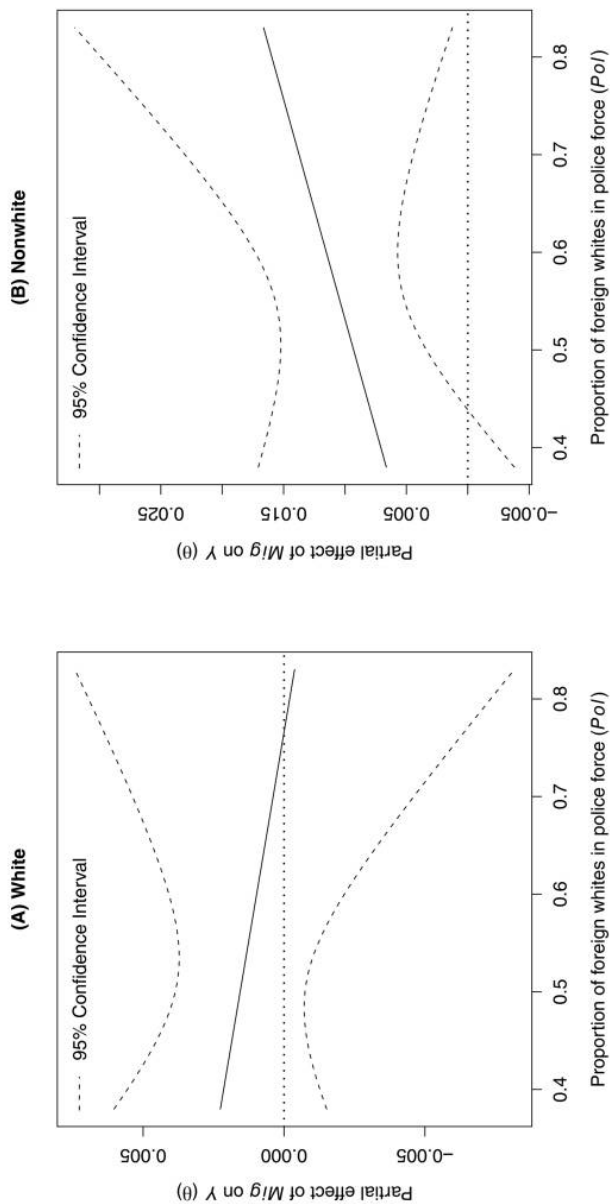 (A) White
95% Confidence Interval
Partial effect of Mig on Y (θ)
0.005
0.000
−0.005
0.4
0.5
0.6
0.7
0.8
Proportion of foreign whites in police force (Pol)
(B) Nonwhite
95% Confidence Interval
Partial effect of Mig on Y (θ)
0.025
0.015
0.005
−0.005
0.4
0.5
0.6
0.7
0.8
Proportion of foreign whites in police force (Pol)